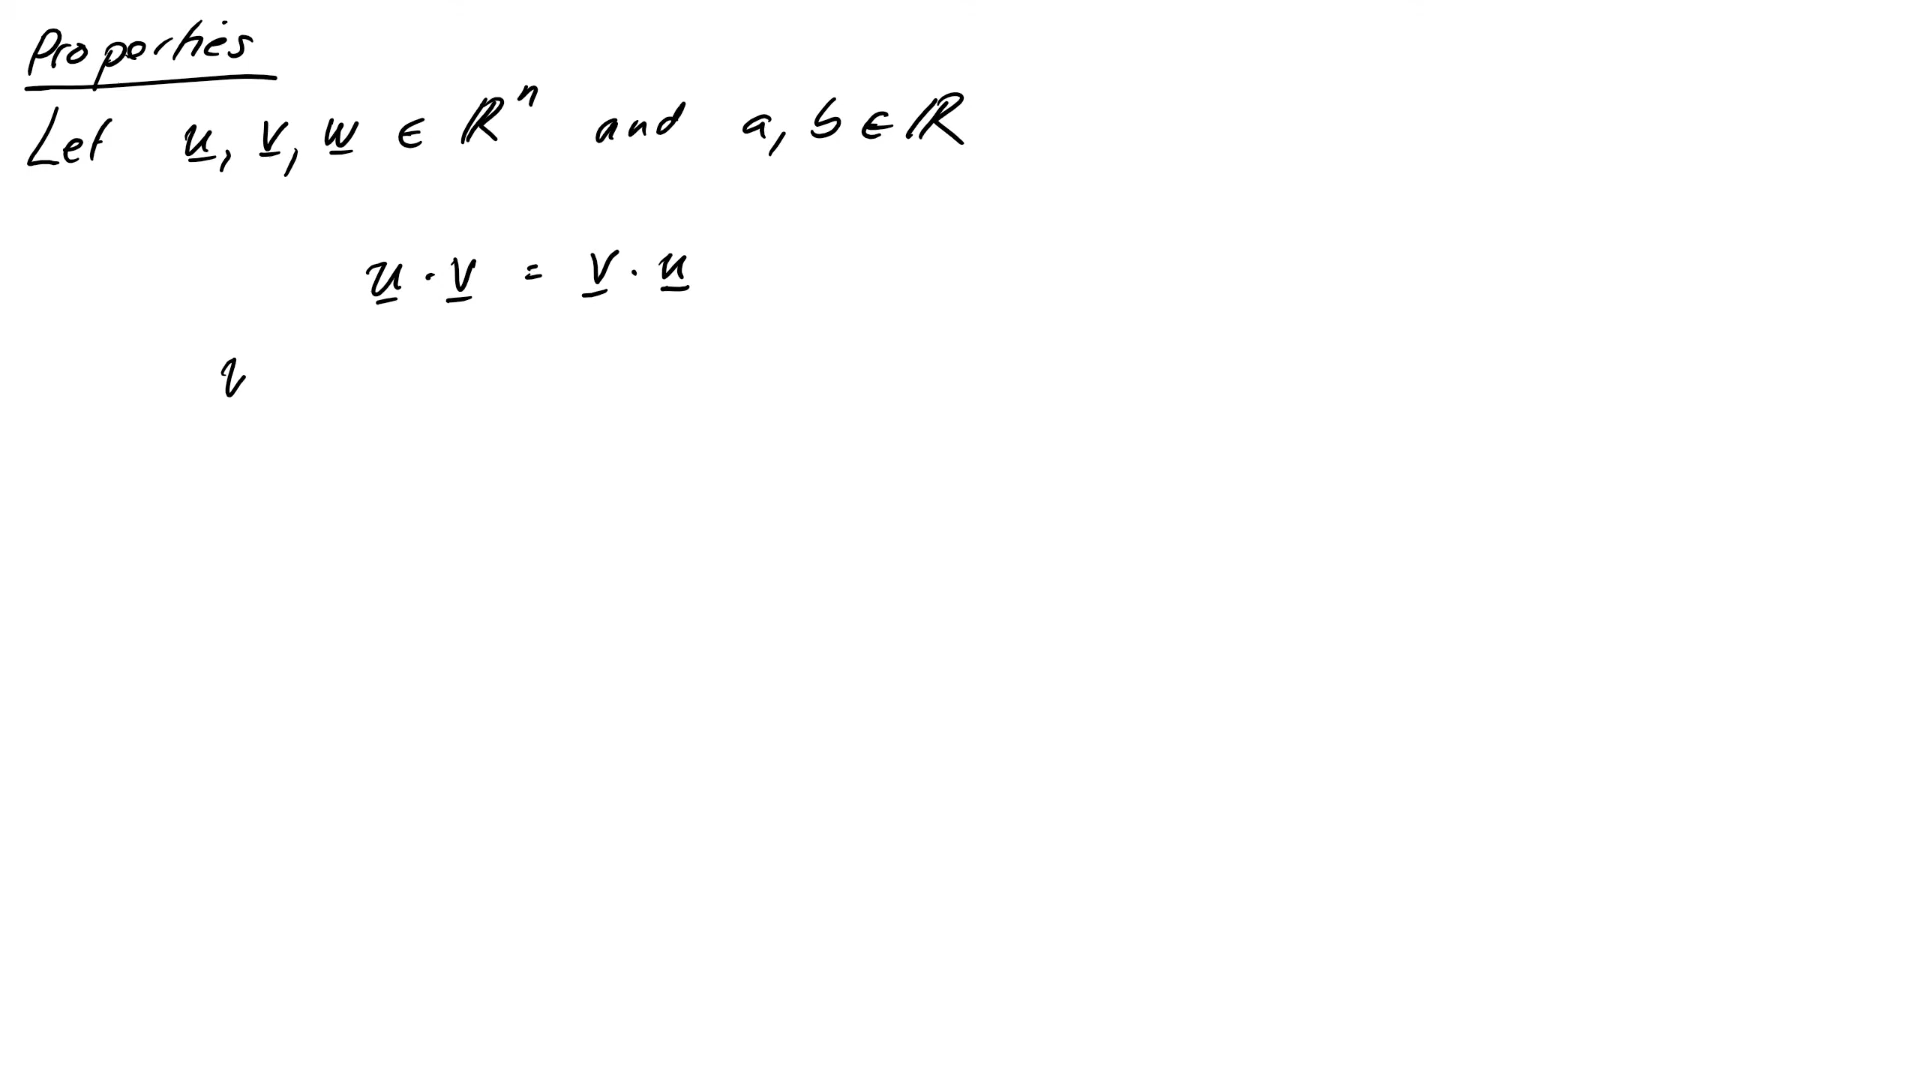 Properties
Let u, v, w ∈ ℝⁿ and a, b ∈ ℝ
u · v = v · u